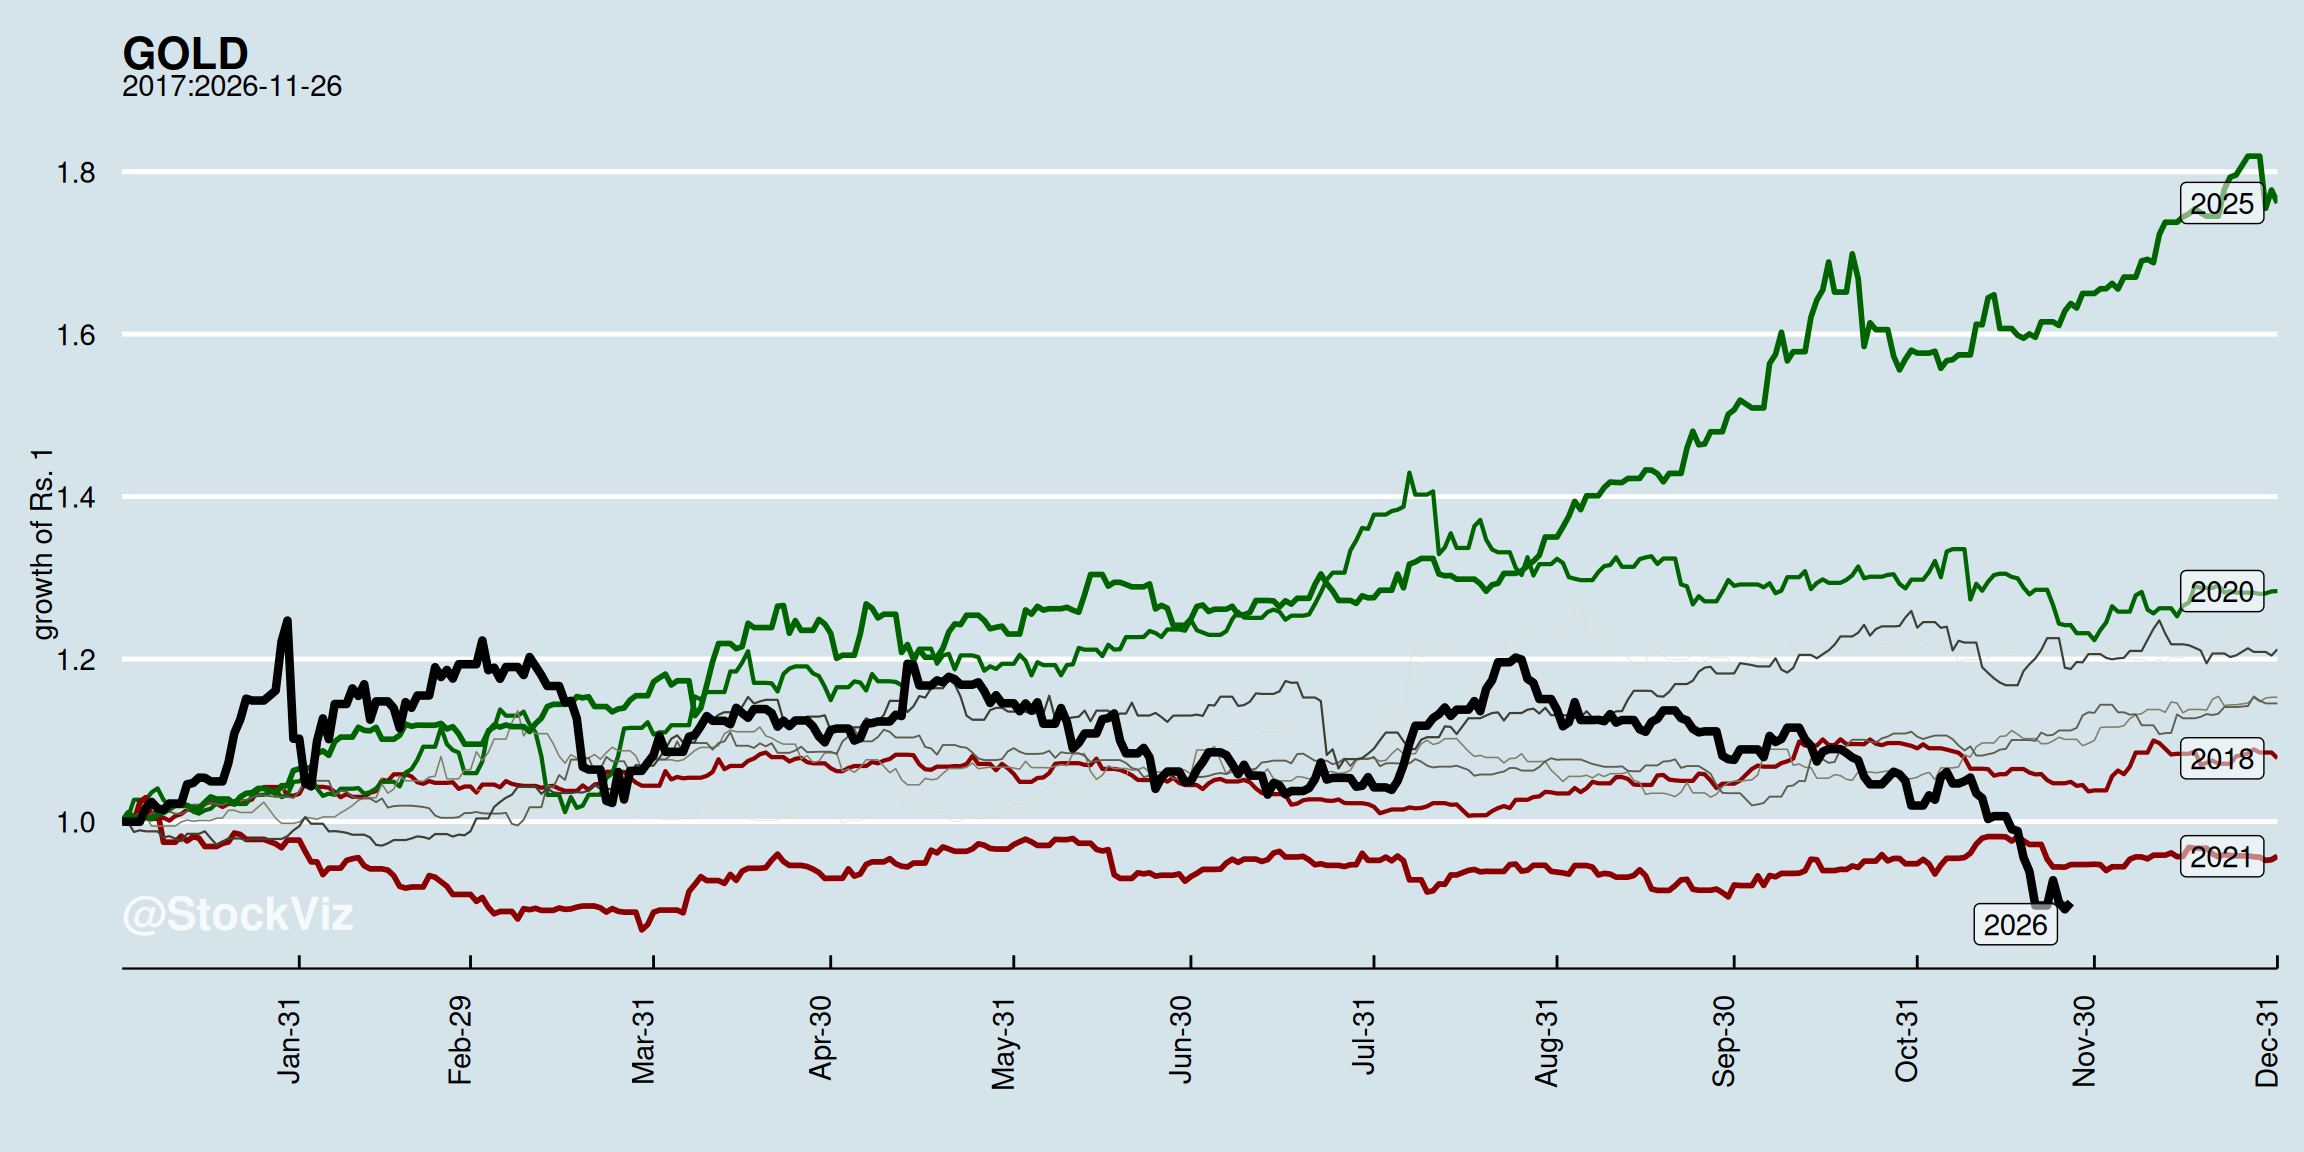 GOLD
2017:2026-11-26
growth of Rs. 1
1.8
1.6
1.4
1.2
1.0
2025
2020
2018
2021
2026
@StockViz
Jan-31
Feb-29
Mar-31
Apr-30
May-31
Jun-30
Jul-31
Aug-31
Sep-30
Oct-31
Nov-30
Dec-31